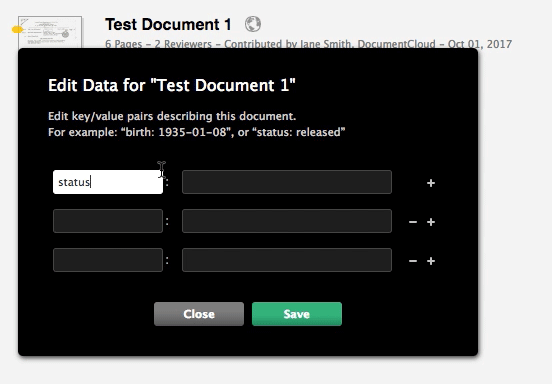 Test Document 1
6 Pages – 2 Reviewers – Contributed by Jane Smith, DocumentCloud – Oct 01, 2017
Edit Data for "Test Document 1"
Edit key/value pairs describing this document.
For example: “birth: 1935-01-08”, or “status: released”
status : +
: – +
: – +
Close Save